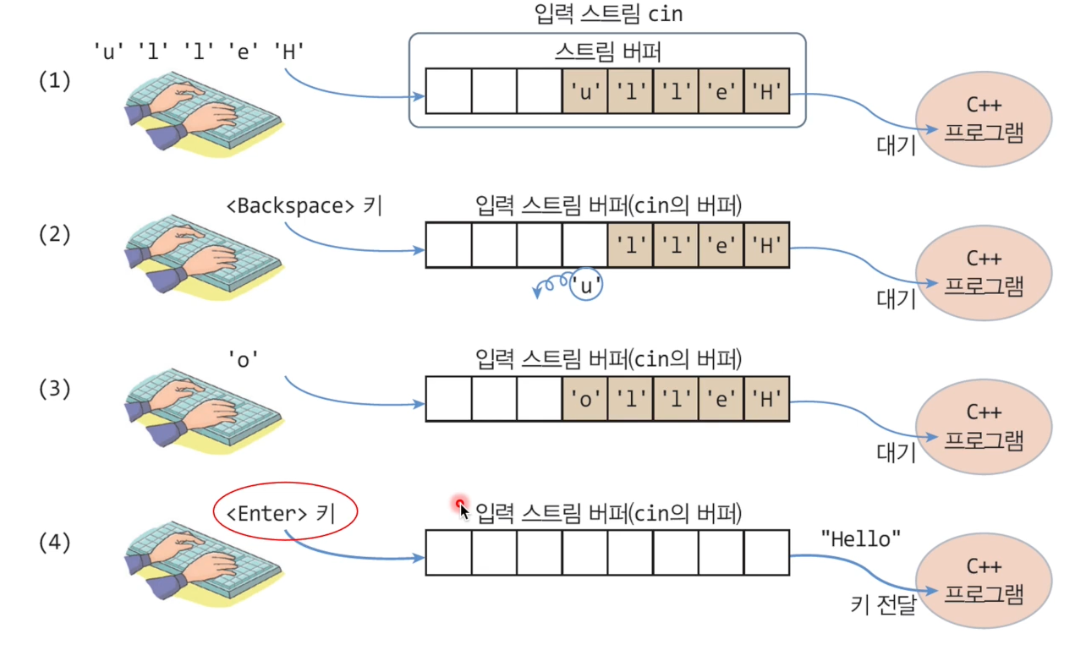 입력 스트림 cin
'u' 'l' 'l' 'e' 'H'
스트림 버퍼
(1)
'u' 'l' 'l' 'e' 'H'
C++
프로그램
대기
<Backspace> 키
입력 스트림 버퍼(cin의 버퍼)
(2)
'l' 'l' 'e' 'H'
'u'
C++
프로그램
대기
'o'
입력 스트림 버퍼(cin의 버퍼)
(3)
'o' 'l' 'l' 'e' 'H'
C++
프로그램
대기
<Enter> 키
입력 스트림 버퍼(cin의 버퍼)
(4)
"Hello"
C++
프로그램
키 전달